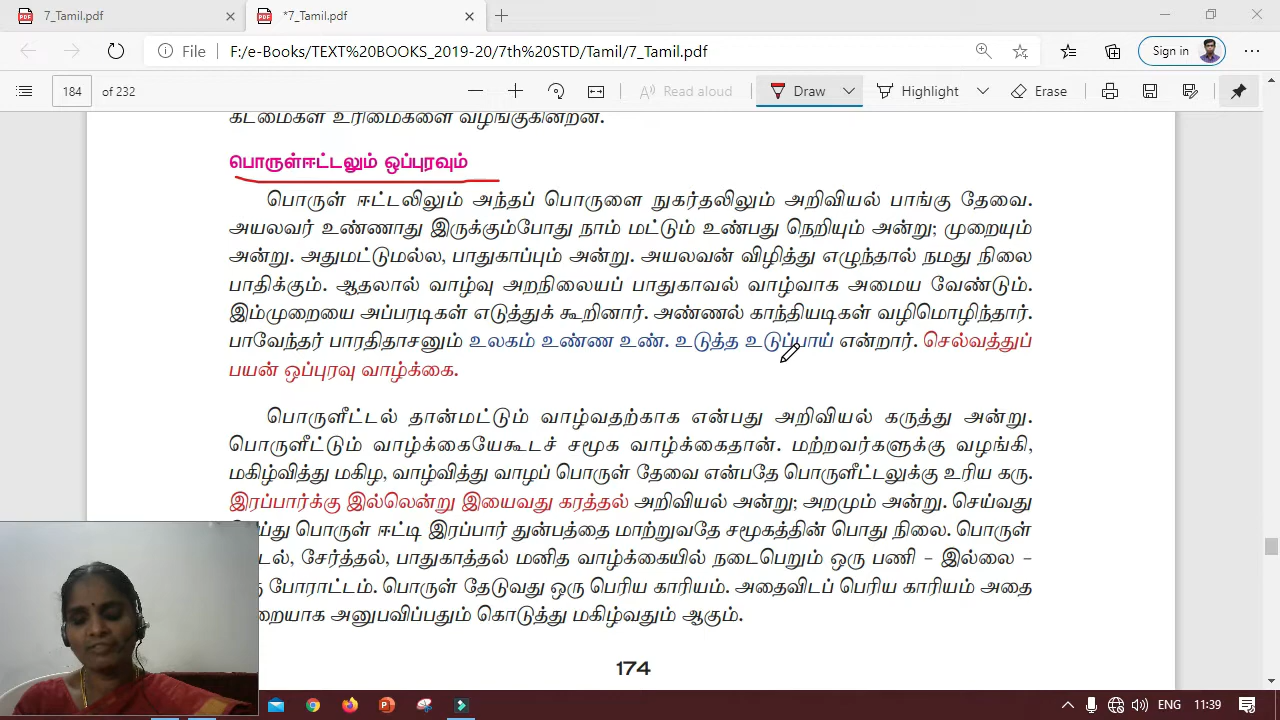 7_Tamil.pdf
*7_Tamil.pdf
File F:/e-Books/TEXT%20BOOKS_2019-20/7th%20STD/Tamil/7_Tamil.pdf Sign in
184 of 232 Read aloud Draw Highlight Erase
கடமைகள் உரிமைகளை வழங்குகின்றன.
பொருள்ஈட்டலும் ஒப்புரவும்
பொருள் ஈட்டலிலும் அந்தப் பொருளை நுகர்தலிலும் அறிவியல் பாங்கு தேவை.
அயலவர் உண்ணாது இருக்கும்போது நாம் மட்டும் உண்பது நெறியும் அன்று; முறையும்
அன்று. அதுமட்டுமல்ல, பாதுகாப்பும் அன்று. அயலவன் விழித்து எழுந்தால் நமது நிலை
பாதிக்கும். ஆதலால் வாழ்வு அறநிலையப் பாதுகாவல் வாழ்வாக அமைய வேண்டும்.
இம்முறையை அப்பரடிகள் எடுத்துக் கூறினார். அண்ணல் காந்தியடிகள் வழிமொழிந்தார்.
பாவேந்தர் பாரதிதாசனும் உலகம் உண்ண உண். உடுத்த உடுப்பாய் என்றார். செல்வத்துப்
பயன் ஒப்புரவு வாழ்க்கை.
பொருளீட்டல் தான்மட்டும் வாழ்வதற்காக என்பது அறிவியல் கருத்து அன்று.
பொருளீட்டும் வாழ்க்கையேகூடச் சமூக வாழ்க்கைதான். மற்றவர்களுக்கு வழங்கி,
மகிழ்வித்து மகிழ, வாழ்வித்து வாழப் பொருள் தேவை என்பதே பொருளீட்டலுக்கு உரிய கரு.
இரப்பார்க்கு இல்லென்று இயைவது கரத்தல் அறிவியல் அன்று; அறமும் அன்று. செய்வது
பொருள் ஈட்டி இரப்பார் துன்பத்தை மாற்றுவதே சமூகத்தின் பொது நிலை. பொருள்
சேர்த்தல், பாதுகாத்தல் மனித வாழ்க்கையில் நடைபெறும் ஒரு பணி – இல்லை –
போராட்டம். பொருள் தேடுவது ஒரு பெரிய காரியம். அதைவிடப் பெரிய காரியம் அதை
அனுபவிப்பதும் கொடுத்து மகிழ்வதும் ஆகும்.
174
ENG 11:39